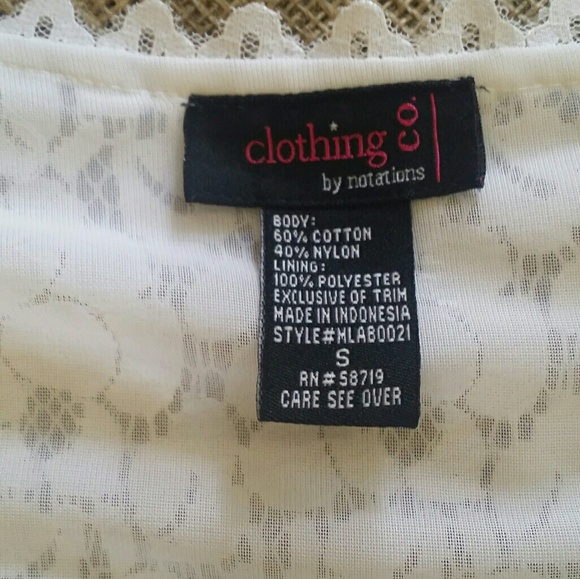 clothing co.
by notations
BODY:
60% COTTON
40% NYLON
LINING:
100% POLYESTER
EXCLUSIVE OF TRIM
MADE IN INDONESIA
STYLE#MLAB0021
S
RN#58719
CARE SEE OVER